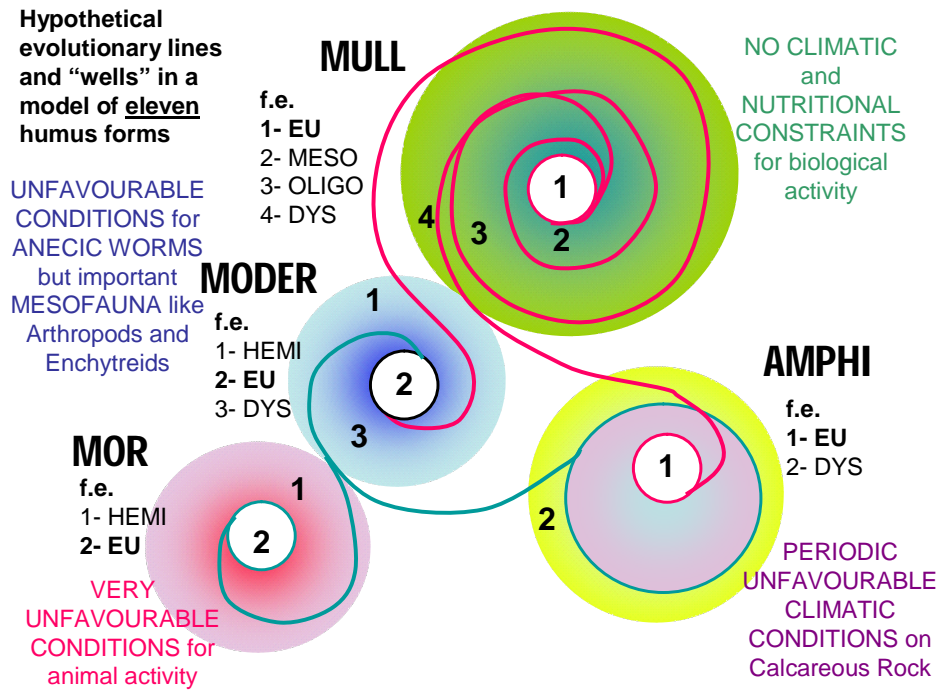 Hypothetical
evolutionary lines
and “wells” in a
model of eleven
humus forms
MULL
f.e.
1- EU
2- MESO
3- OLIGO
4- DYS
1
2
3
4
NO CLIMATIC
and
NUTRITIONAL
CONSTRAINTS
for biological
activity
UNFAVOURABLE
CONDITIONS for
ANECIC WORMS
but important
MESOFAUNA like
Arthropods and
Enchytreids
MODER
f.e.
1- HEMI
2- EU
3- DYS
1
2
3
AMPHI
f.e.
1- EU
2- DYS
1
2
MOR
f.e.
1- HEMI
2- EU
1
2
VERY
UNFAVOURABLE
CONDITIONS for
animal activity
PERIODIC
UNFAVOURABLE
CLIMATIC
CONDITIONS on
Calcareous Rock